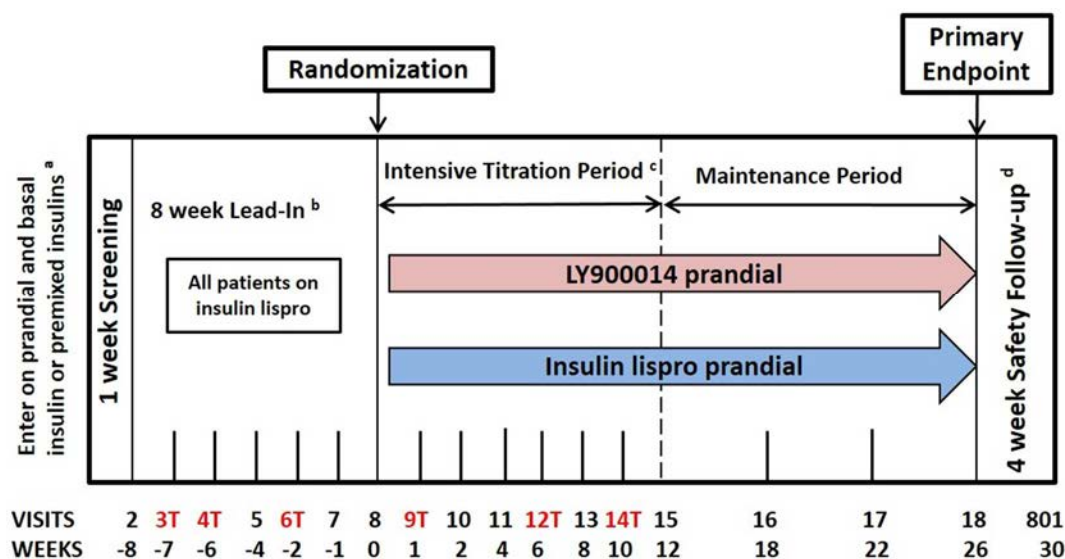 Randomization
Primary
Endpoint
Enter on prandial and basal
insulin or premixed insulins a
1 week Screening
8 week Lead-In b
All patients on
insulin lispro
Intensive Titration Period c
Maintenance Period
LY900014 prandial
Insulin lispro prandial
4 week Safety Follow-up d
VISITS 2 3T 4T 5 6T 7 8 9T 10 11 12T 13 14T 15 16 17 18 801
WEEKS -8 -7 -6 -4 -2 -1 0 1 2 4 6 8 10 12 18 22 26 30